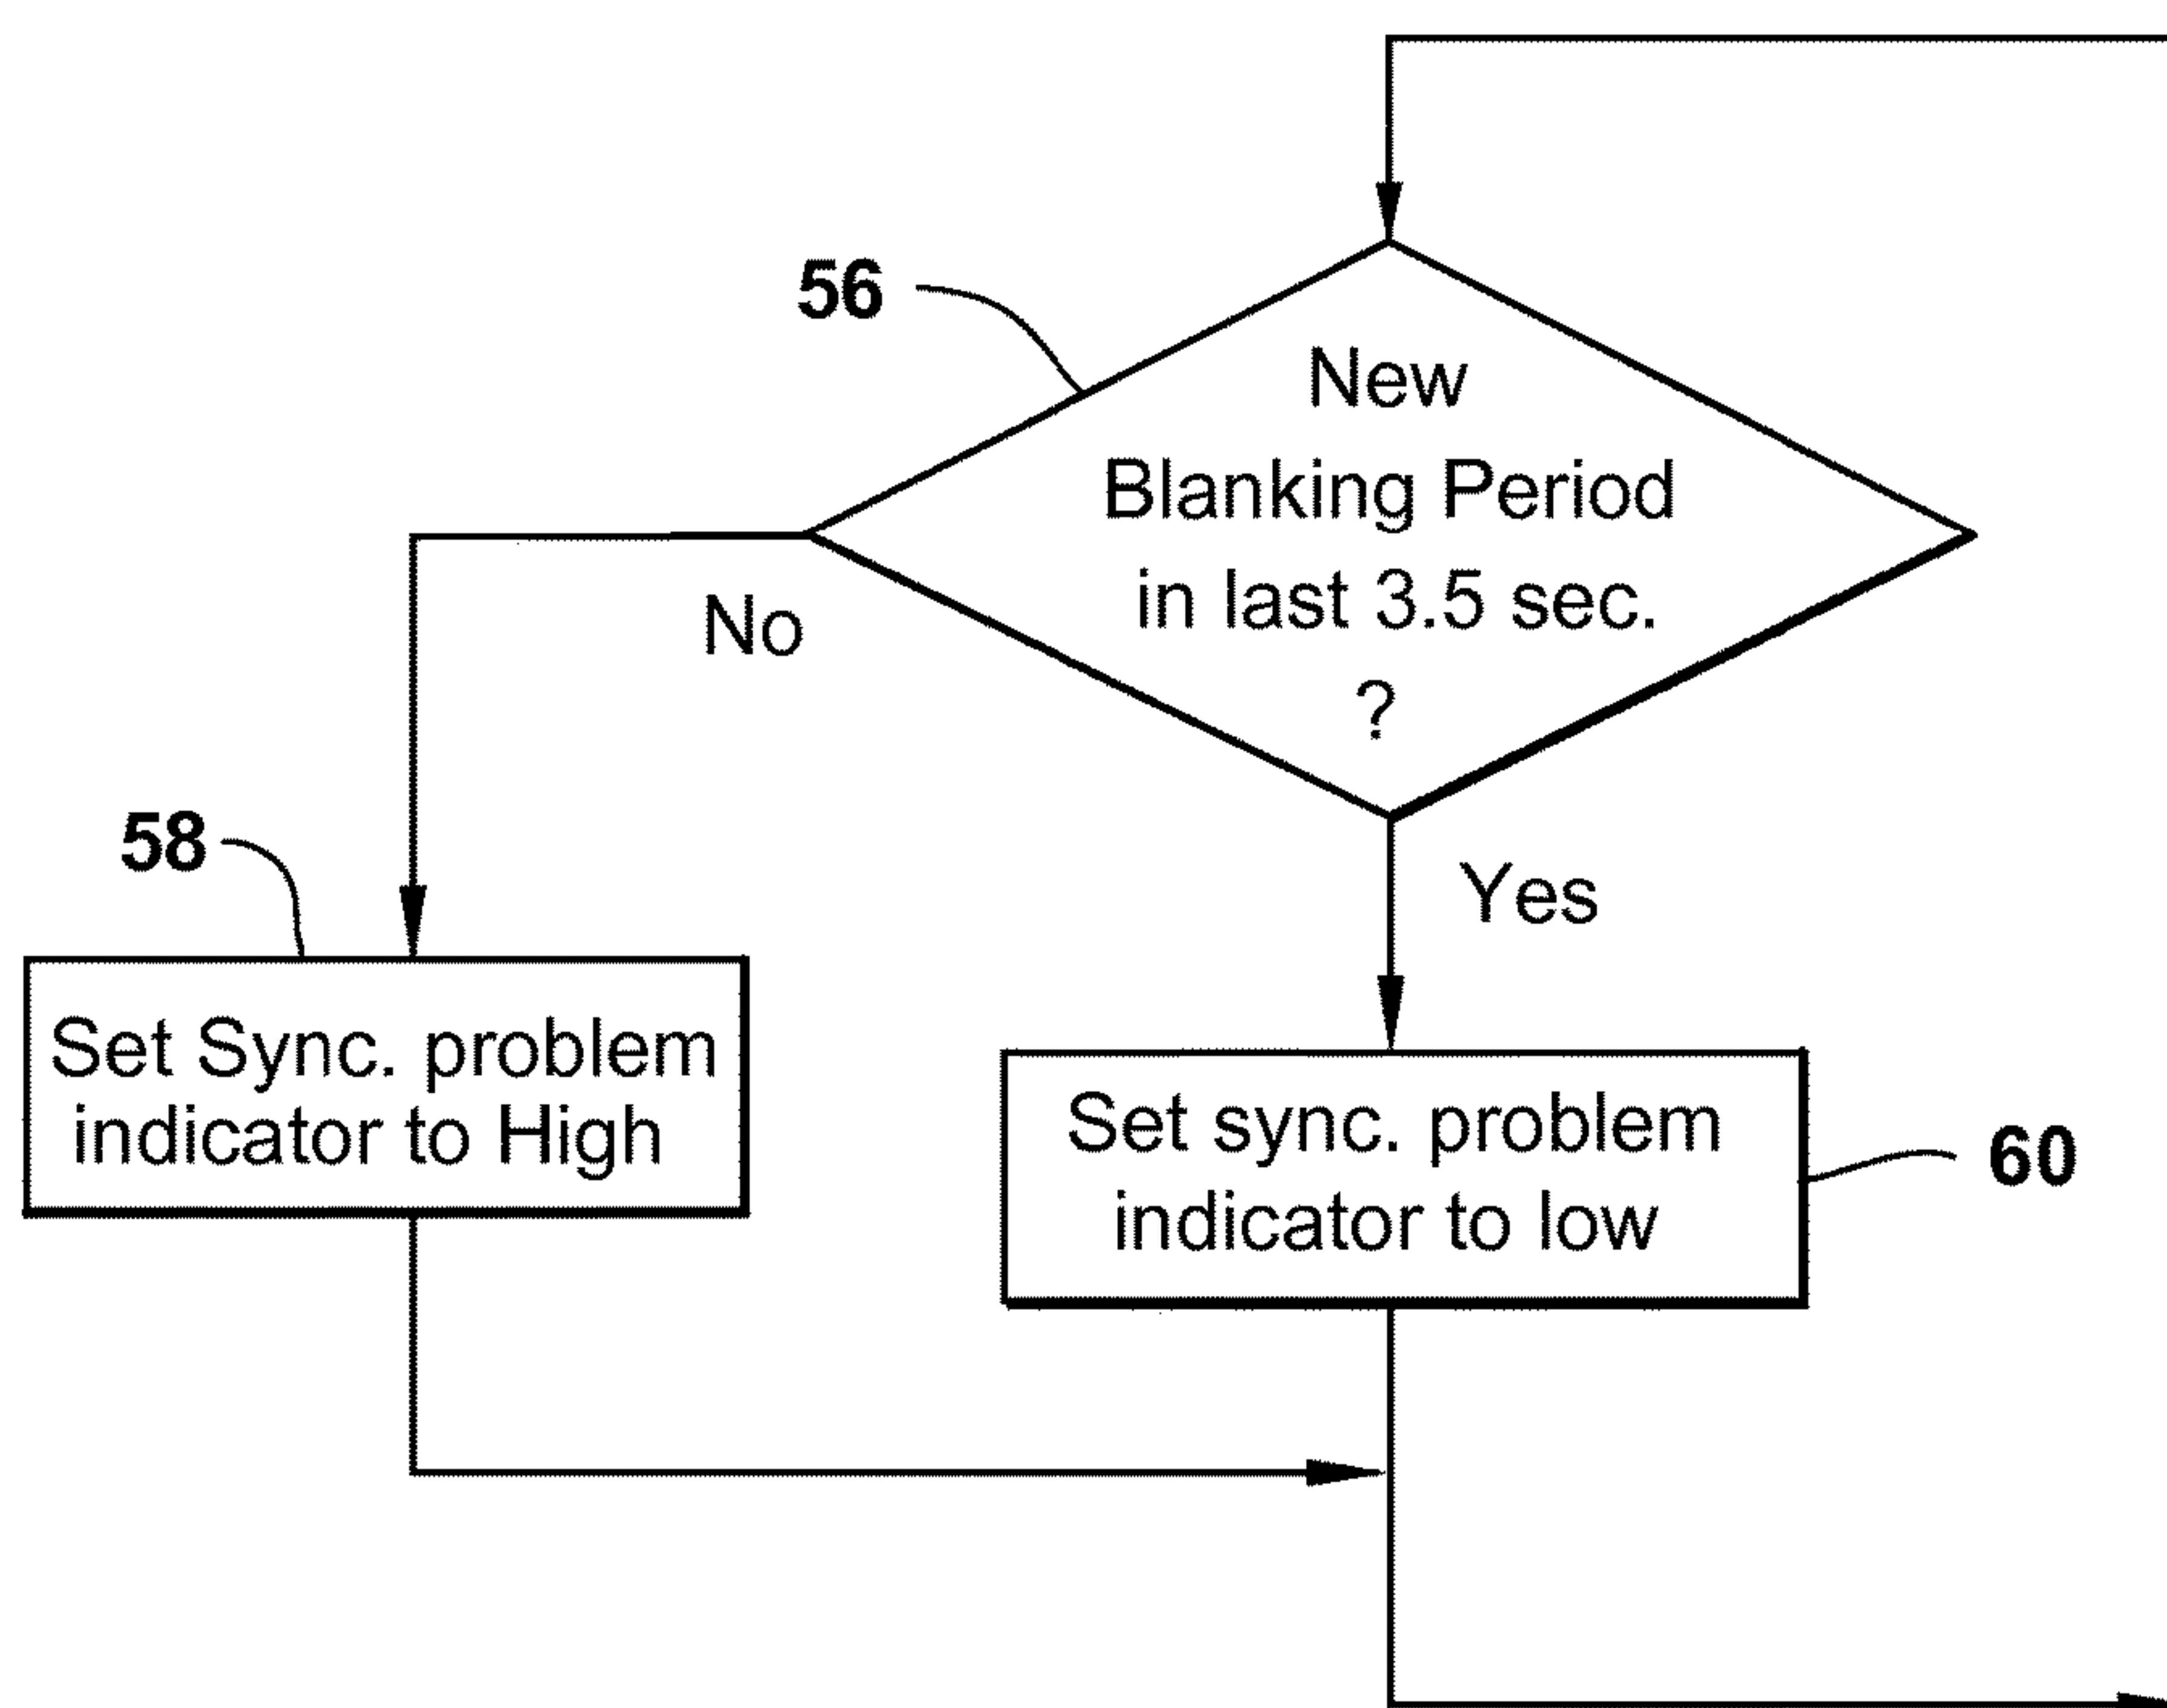 56
New
Blanking Period
in last 3.5 sec.
?
No
Yes
58
Set Sync. problem
indicator to High
Set sync. problem
indicator to low
60